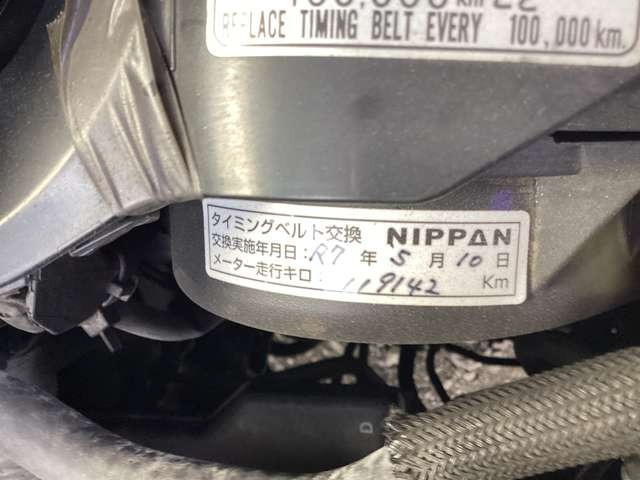 REPLACE TIMING BELT EVERY 100,000km.
タイミングベルト交換 NIPPAN
交換実施年月日:R7 年 5 月 10 日
メーター走行キロ: 119142 Km
D